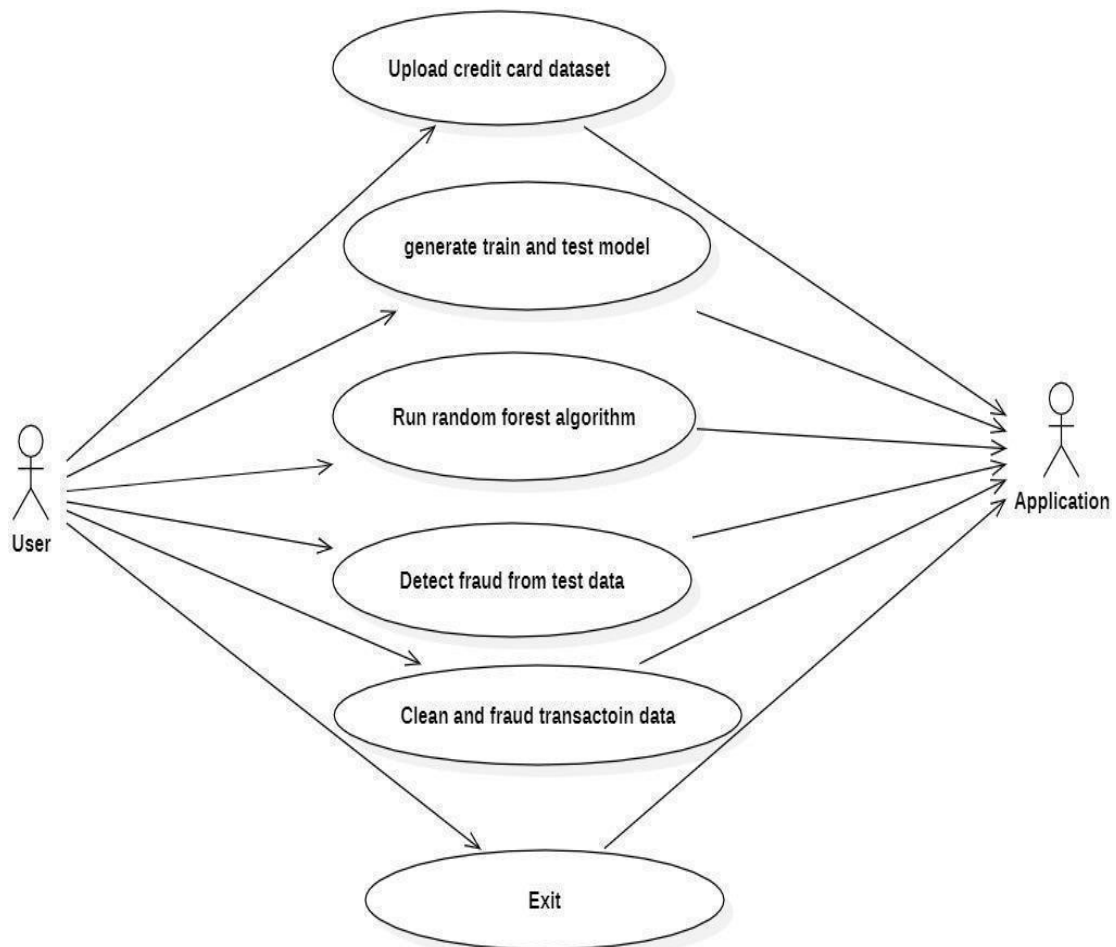 Upload credit card dataset
generate train and test model
Run random forest algorithm
Application
User
Detect fraud from test data
Clean and fraud transactoin data
Exit